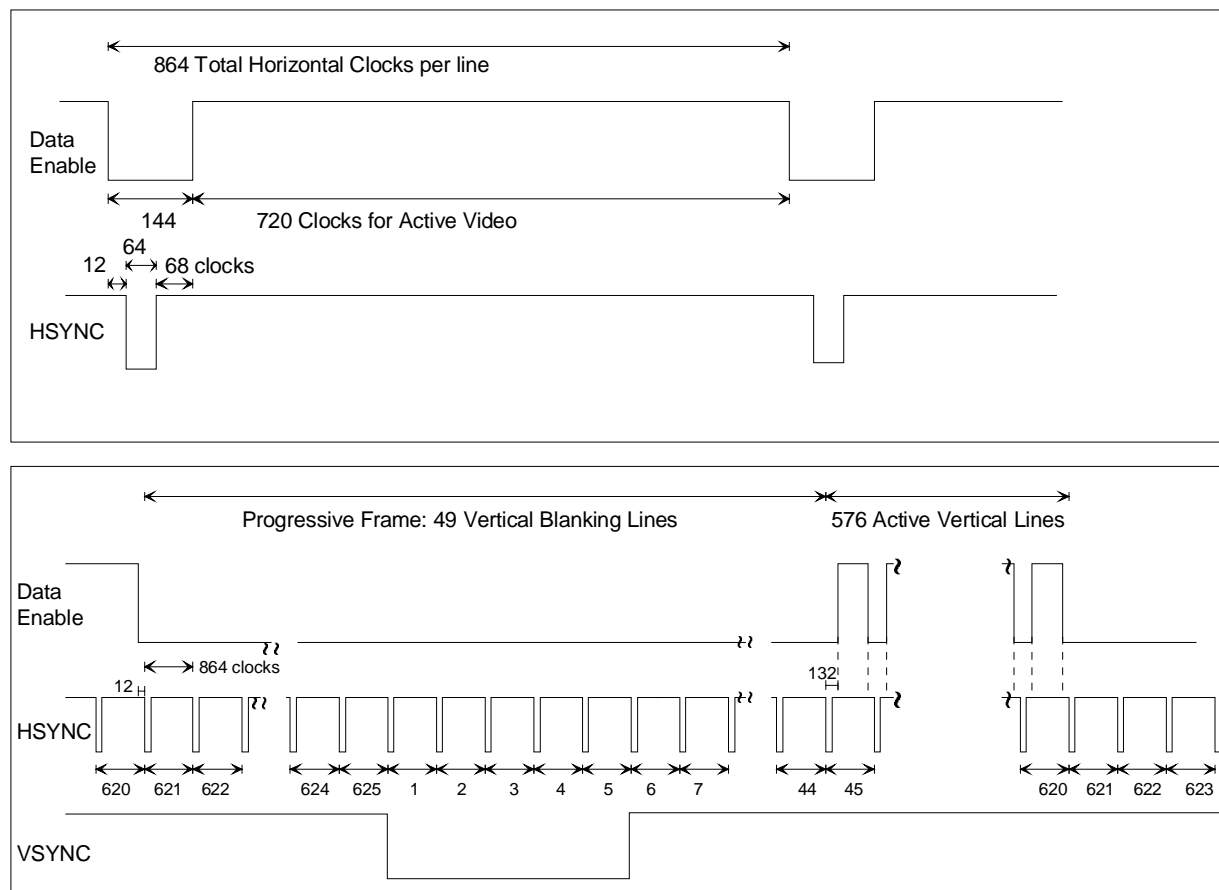 864 Total Horizontal Clocks per line
Data
Enable
144
720 Clocks for Active Video
64
12
68 clocks
HSYNC
Progressive Frame: 49 Vertical Blanking Lines
576 Active Vertical Lines
Data
Enable
864 clocks
12
132
HSYNC
620 621 622 624 625 1 2 3 4 5 6 7 44 45 620 621 622 623
VSYNC